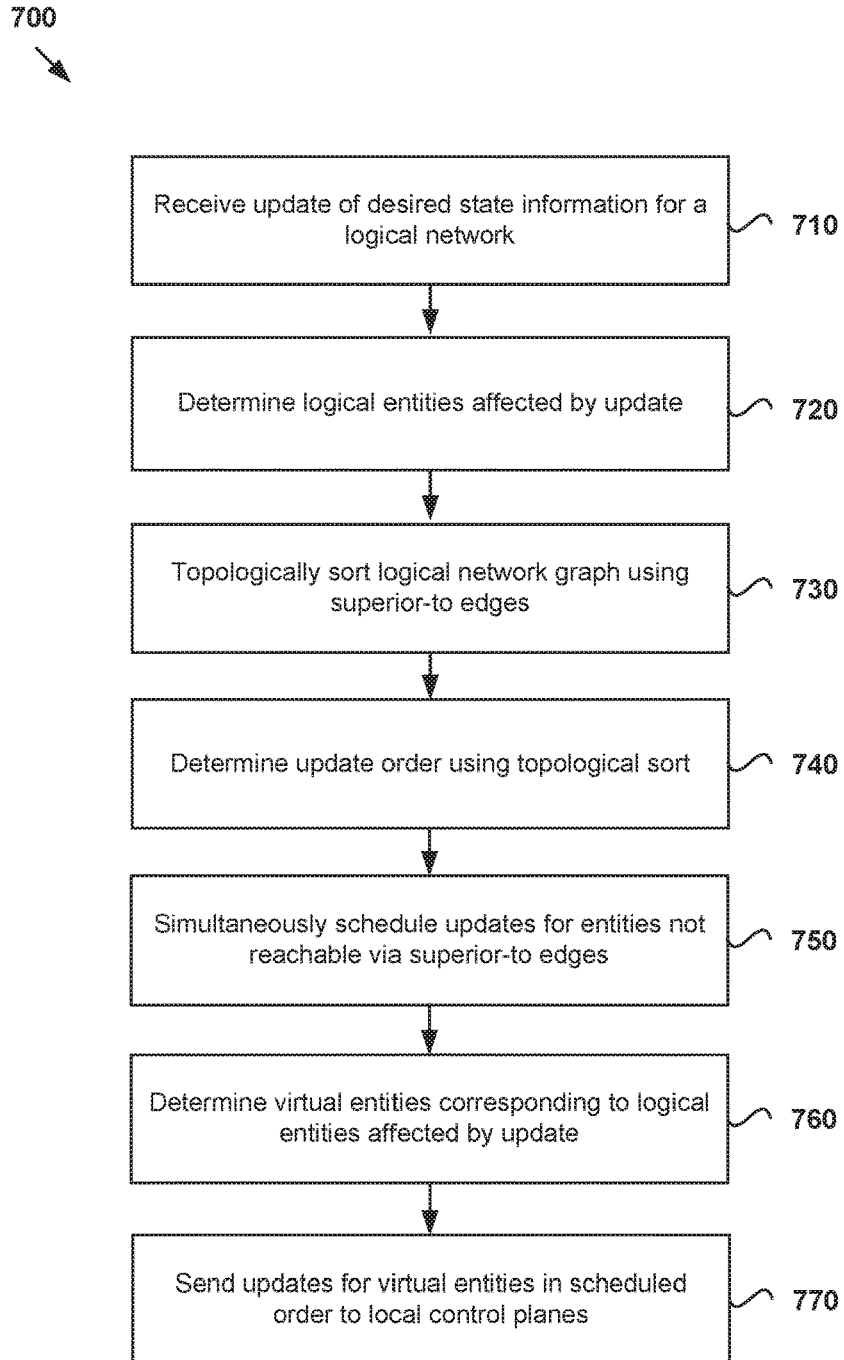 700
Receive update of desired state information for a
logical network
710
Determine logical entities affected by update
720
Topologically sort logical network graph using
superior-to edges
730
Determine update order using topological sort
740
Simultaneously schedule updates for entities not
reachable via superior-to edges
750
Determine virtual entities corresponding to logical
entities affected by update
760
Send updates for virtual entities in scheduled
order to local control planes
770